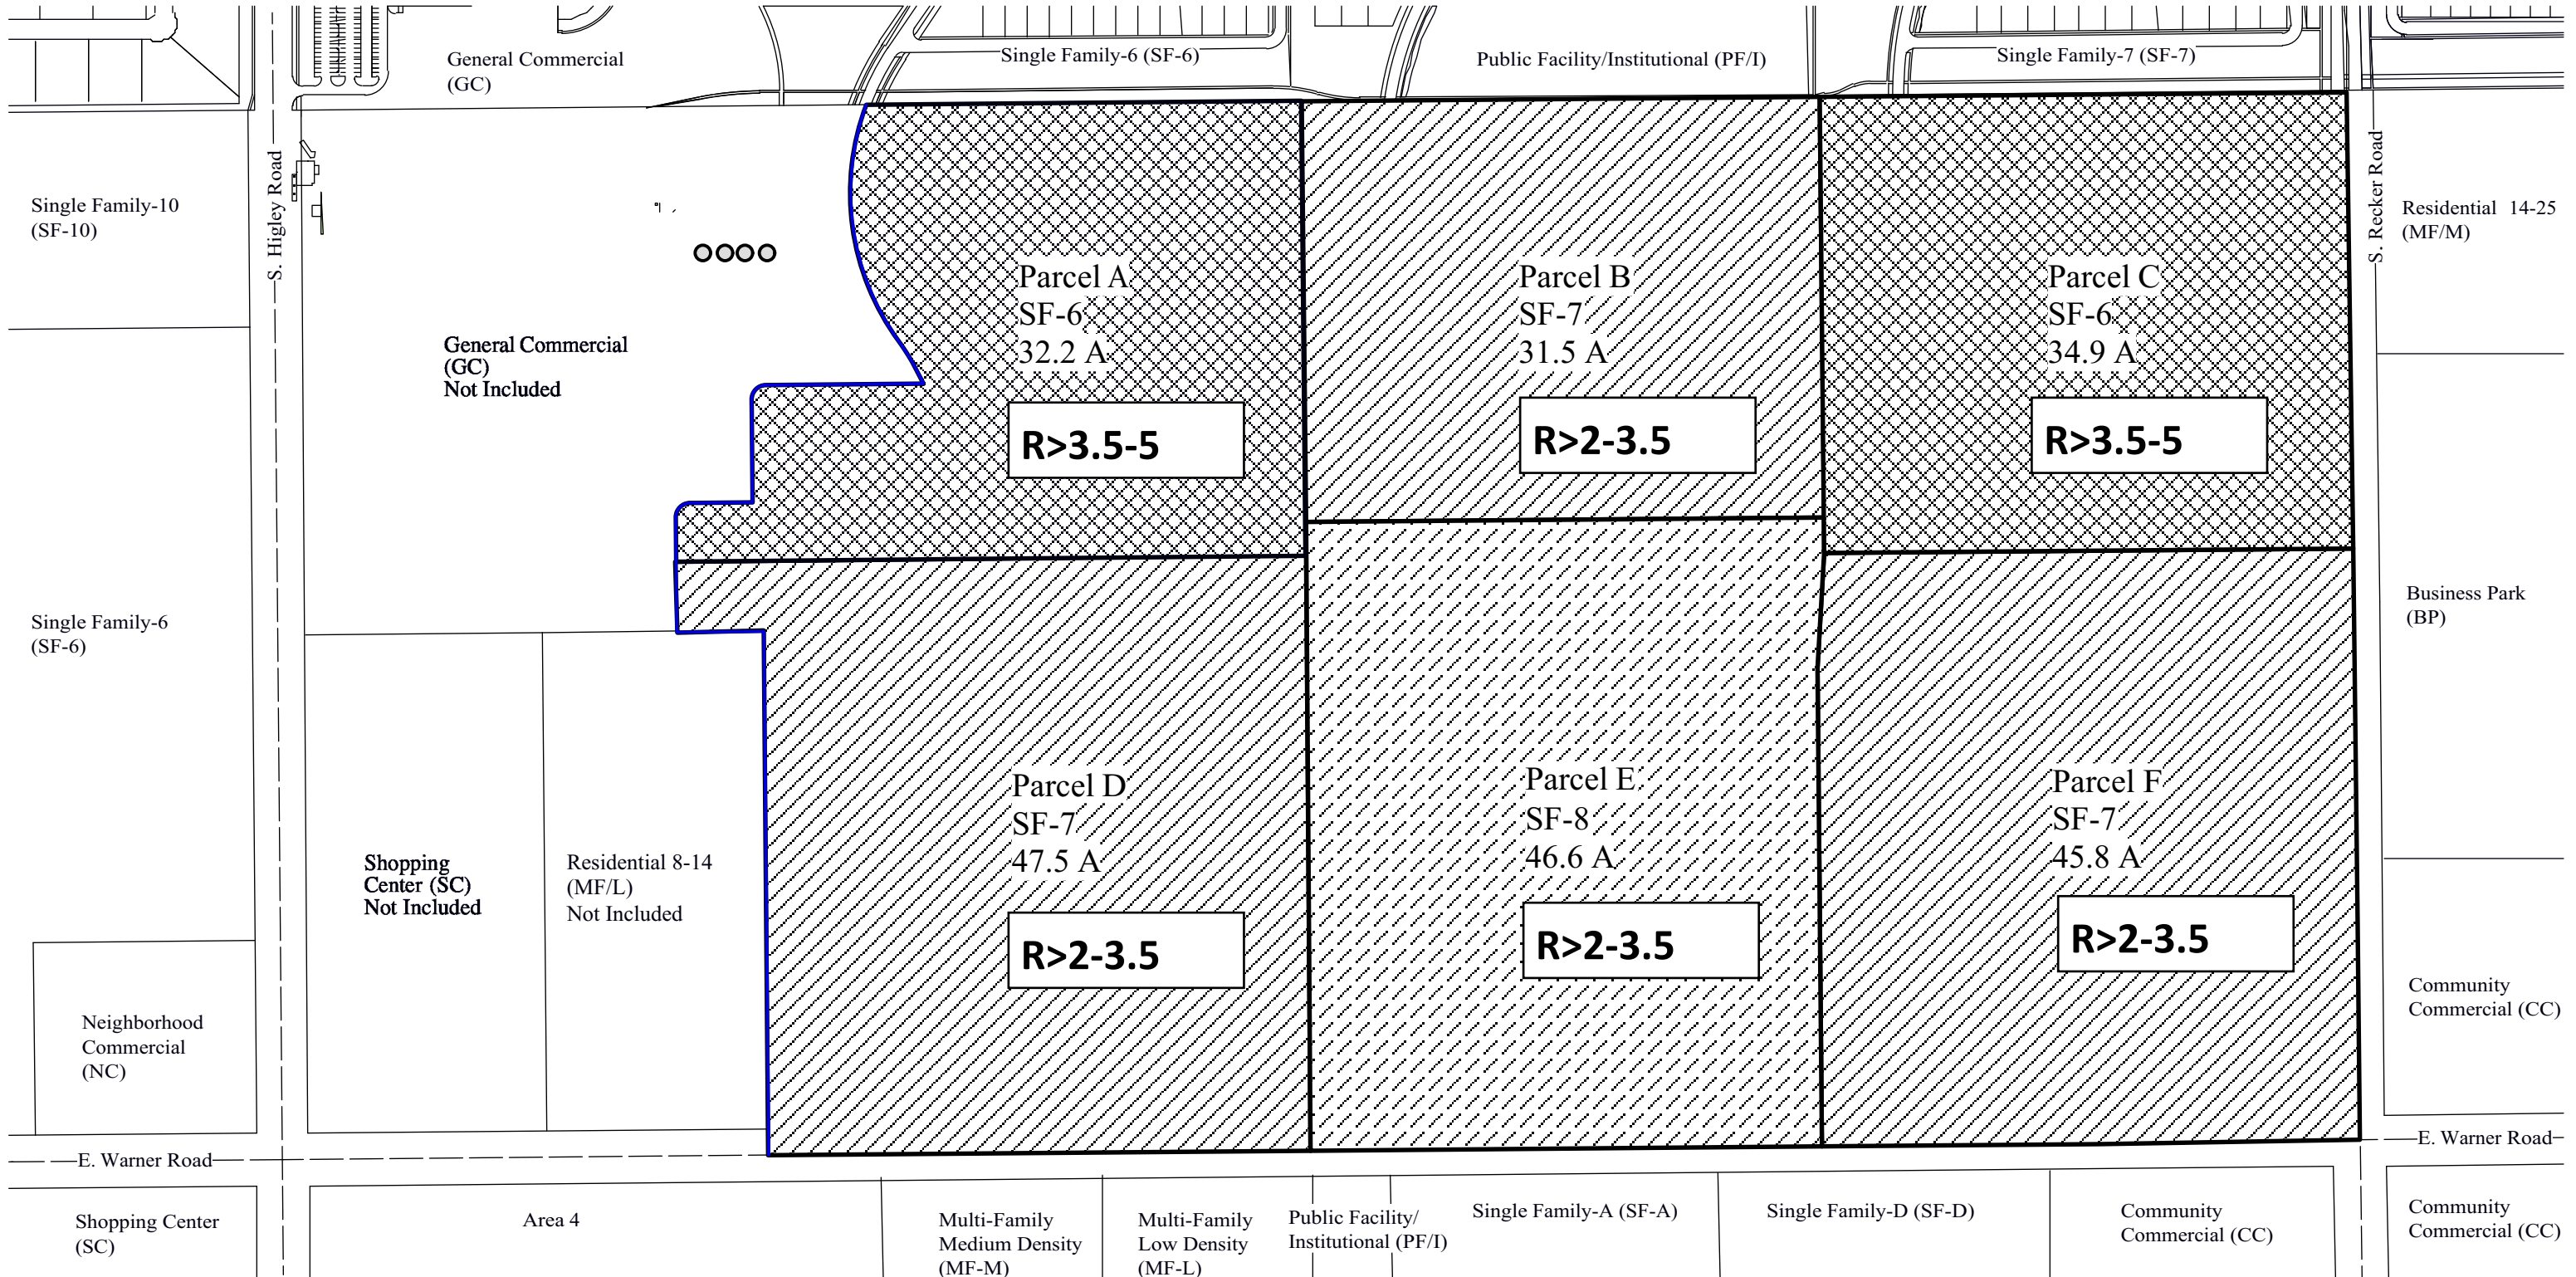 General Commercial
(GC)
Single Family-6 (SF-6)
Public Facility/Institutional (PF/I)
Single Family-7 (SF-7)
S. Higley Road
S. Recker Road
Single Family-10
(SF-10)
Residential 14-25
(MF/M)
General Commercial
(GC)
Not Included
Parcel A
SF-6
32.2 A
R>3.5-5
Parcel B
SF-7
31.5 A
R>2-3.5
Parcel C
SF-6
34.9 A
R>3.5-5
Single Family-6
(SF-6)
Business Park
(BP)
Shopping
Center (SC)
Not Included
Residential 8-14
(MF/L)
Not Included
Parcel D
SF-7
47.5 A
R>2-3.5
Parcel E
SF-8
46.6 A
R>2-3.5
Parcel F
SF-7
45.8 A
R>2-3.5
Neighborhood
Commercial
(NC)
Community
Commercial (CC)
E. Warner Road
E. Warner Road
Shopping Center
(SC)
Area 4
Multi-Family
Medium Density
(MF-M)
Multi-Family
Low Density
(MF-L)
Public Facility/
Institutional (PF/I)
Single Family-A (SF-A)
Single Family-D (SF-D)
Community
Commercial (CC)
Community
Commercial (CC)